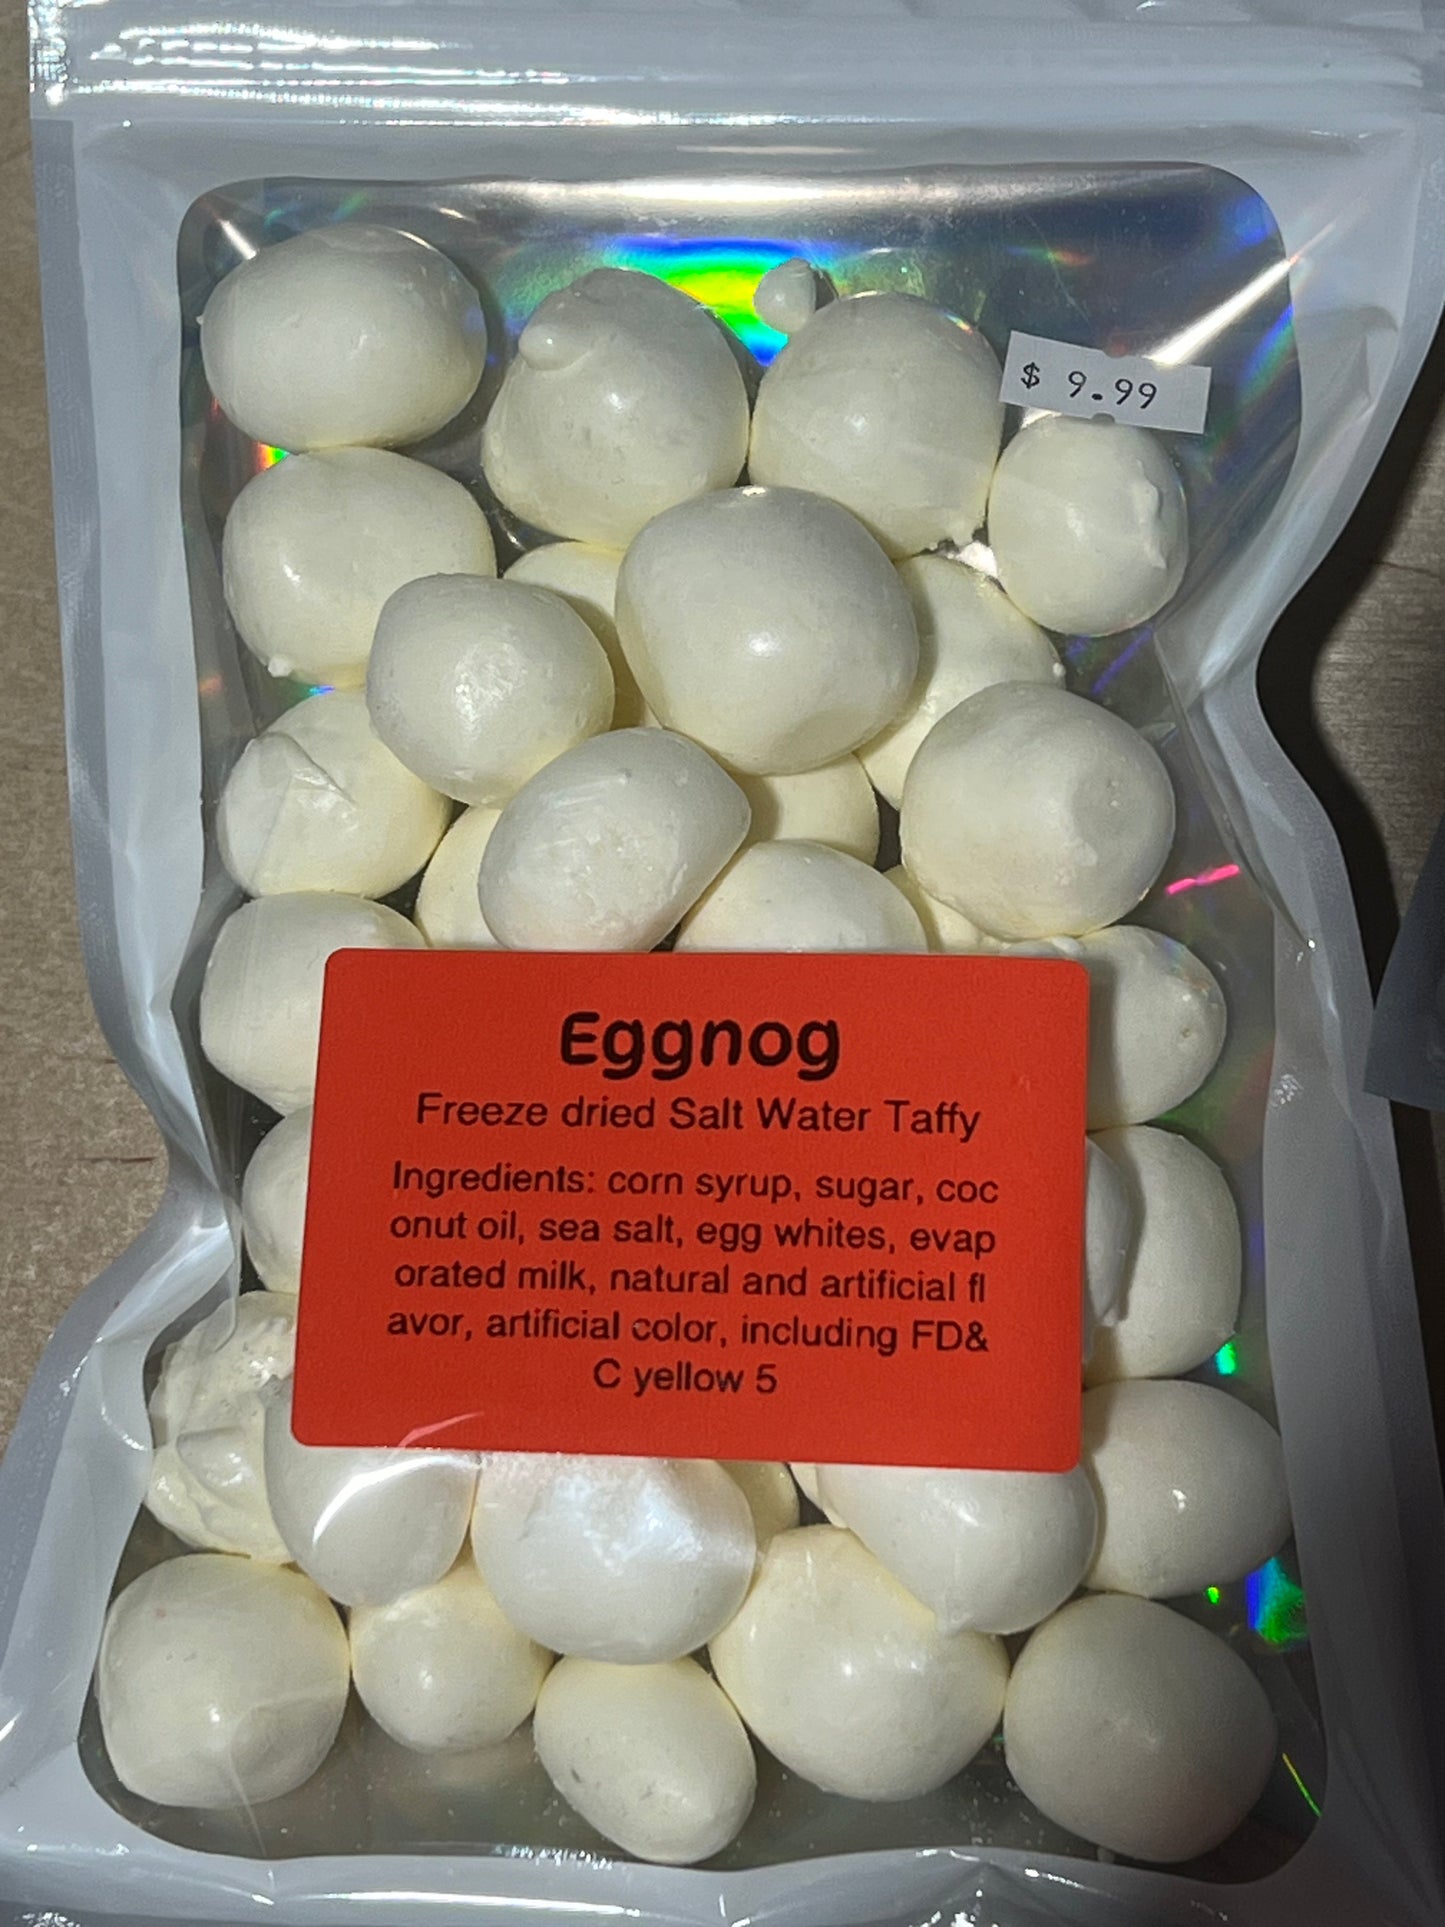 $ 9.99
Eggnog
Freeze dried Salt Water Taffy
Ingredients: corn syrup, sugar, coc
onut oil, sea salt, egg whites, evap
orated milk, natural and artificial fl
avor, artificial color, including FD&
C yellow 5